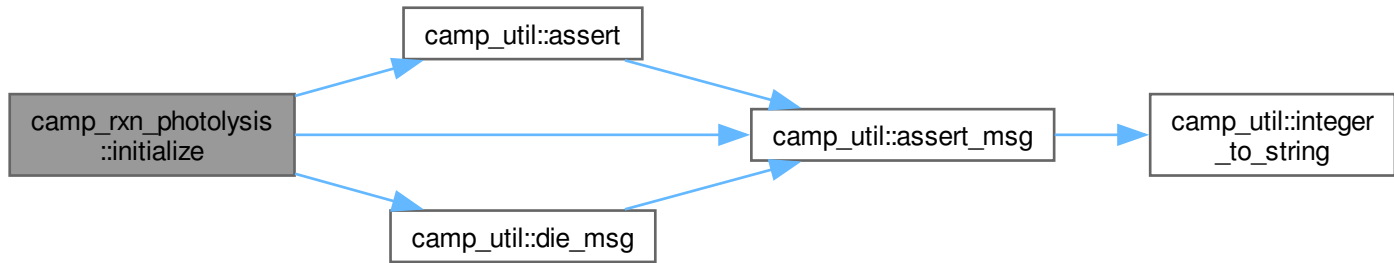 camp_util::assert
camp_rxn_photolysis
::initialize
camp_util::assert_msg
camp_util::integer
_to_string
camp_util::die_msg